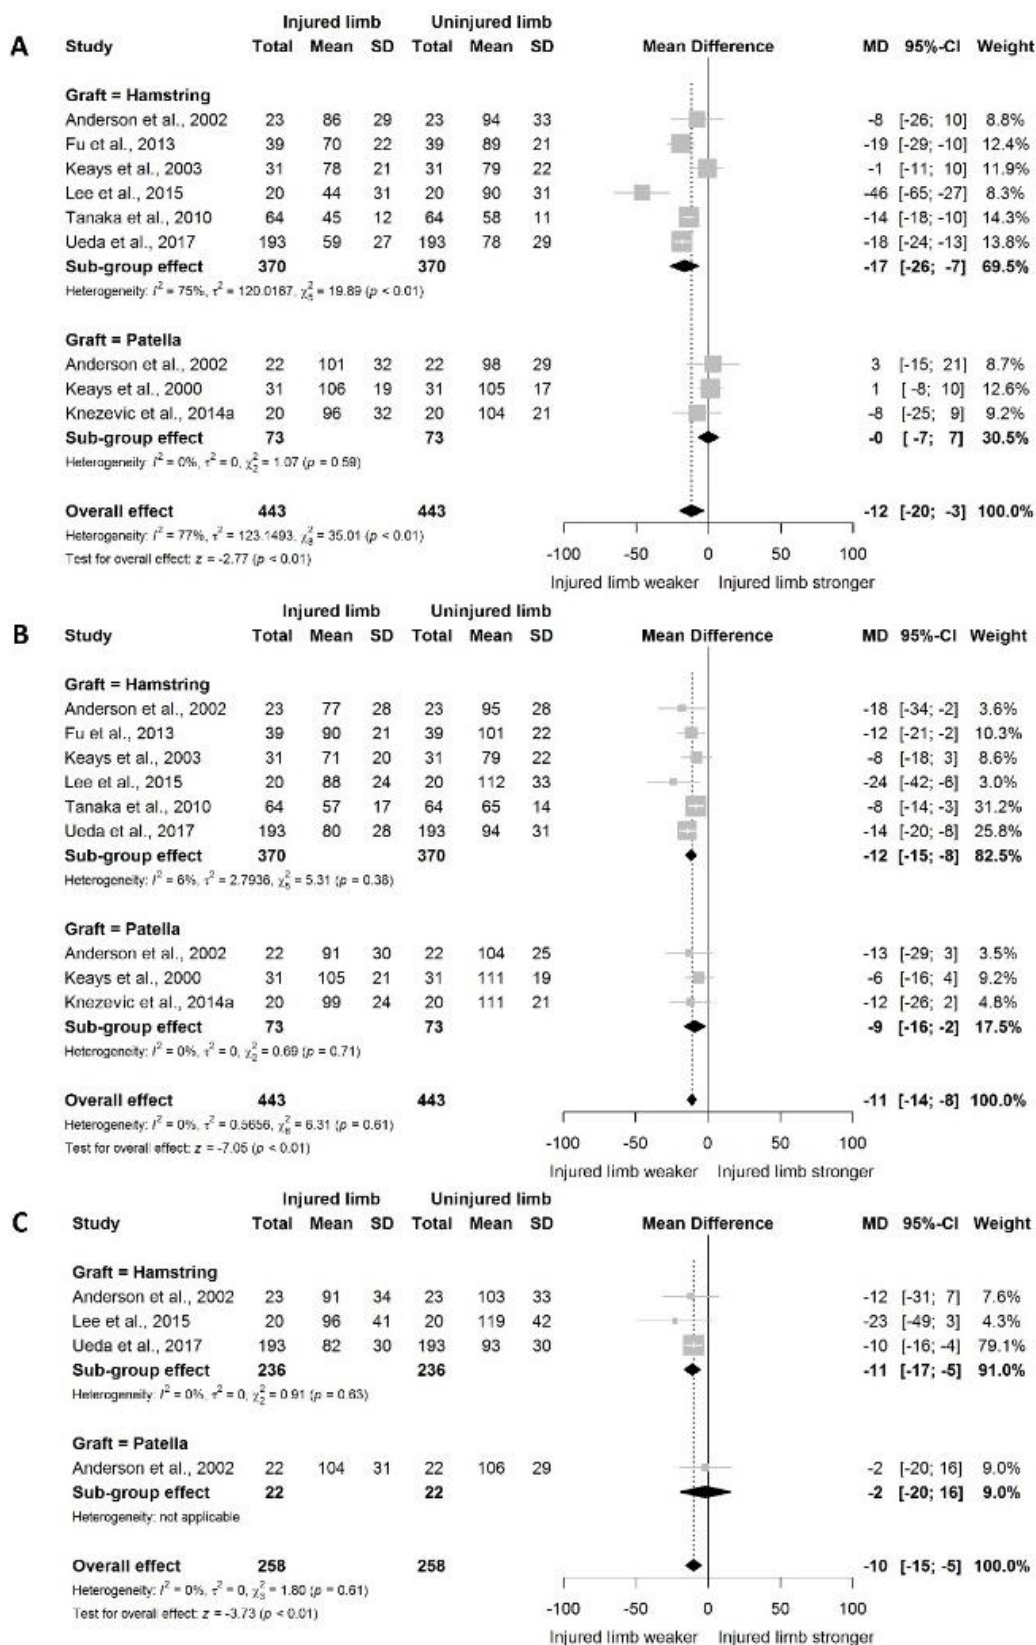 A
Injured limb Uninjured limb
Study Total Mean SD Total Mean SD Mean Difference MD 95%-CI Weight
Graft = Hamstring
Anderson et al., 2002 23 86 29 23 94 33 -8 [-26; 10] 8.8%
Fu et al., 2013 39 70 22 39 89 21 -19 [-29; -10] 12.4%
Keays et al., 2003 31 78 21 31 79 22 -1 [-11; 10] 11.9%
Lee et al., 2015 20 44 31 20 90 31 -46 [-65; -27] 8.3%
Tanaka et al., 2010 64 45 12 64 58 11 -14 [-18; -10] 14.3%
Ueda et al., 2017 193 59 27 193 78 29 -18 [-24; -13] 13.8%
Sub-group effect 370 370 -17 [-26; -7] 69.5%
Heterogeneity: I² = 75%, τ² = 120.0167, χ²₅ = 19.89 (p < 0.01)
Graft = Patella
Anderson et al., 2002 22 101 32 22 98 29 3 [-15; 21] 8.7%
Keays et al., 2000 31 106 19 31 105 17 1 [ -8; 10] 12.6%
Knezevic et al., 2014a 20 96 32 20 104 21 -8 [-25; 9] 9.2%
Sub-group effect 73 73 -0 [ -7; 7] 30.5%
Heterogeneity: I² = 0%, τ² = 0, χ²₂ = 1.07 (p = 0.59)
Overall effect 443 443 -12 [-20; -3] 100.0%
Heterogeneity: I² = 77%, τ² = 123.1493, χ²₈ = 35.01 (p < 0.01)
Test for overall effect: z = -2.77 (p < 0.01)
-100 -50 0 50 100
Injured limb weaker Injured limb stronger
B
Injured limb Uninjured limb
Study Total Mean SD Total Mean SD Mean Difference MD 95%-CI Weight
Graft = Hamstring
Anderson et al., 2002 23 77 28 23 95 28 -18 [-34; -2] 3.6%
Fu et al., 2013 39 90 21 39 101 22 -12 [-21; -2] 10.3%
Keays et al., 2003 31 71 20 31 79 22 -8 [-18; 3] 8.6%
Lee et al., 2015 20 88 24 20 112 33 -24 [-42; -6] 3.0%
Tanaka et al., 2010 64 57 17 64 65 14 -8 [-14; -3] 31.2%
Ueda et al., 2017 193 80 28 193 94 31 -14 [-20; -8] 25.8%
Sub-group effect 370 370 -12 [-15; -8] 82.5%
Heterogeneity: I² = 6%, τ² = 2.7936, χ²₅ = 5.31 (p = 0.38)
Graft = Patella
Anderson et al., 2002 22 91 30 22 104 25 -13 [-29; 3] 3.5%
Keays et al., 2000 31 105 21 31 111 19 -6 [-16; 4] 9.2%
Knezevic et al., 2014a 20 99 24 20 111 21 -12 [-26; 2] 4.8%
Sub-group effect 73 73 -9 [-16; -2] 17.5%
Heterogeneity: I² = 0%, τ² = 0, χ²₂ = 0.69 (p = 0.71)
Overall effect 443 443 -11 [-14; -8] 100.0%
Heterogeneity: I² = 0%, τ² = 0.5656, χ²₈ = 6.31 (p = 0.61)
Test for overall effect: z = -7.05 (p < 0.01)
-100 -50 0 50 100
Injured limb weaker Injured limb stronger
C
Injured limb Uninjured limb
Study Total Mean SD Total Mean SD Mean Difference MD 95%-CI Weight
Graft = Hamstring
Anderson et al., 2002 23 91 34 23 103 33 -12 [-31; 7] 7.6%
Lee et al., 2015 20 96 41 20 119 42 -23 [-49; 3] 4.3%
Ueda et al., 2017 193 82 30 193 93 30 -10 [-16; -4] 79.1%
Sub-group effect 236 236 -11 [-17; -5] 91.0%
Heterogeneity: I² = 0%, τ² = 0, χ²₂ = 0.91 (p = 0.63)
Graft = Patella
Anderson et al., 2002 22 104 31 22 106 29 -2 [-20; 16] 9.0%
Sub-group effect 22 22 -2 [-20; 16] 9.0%
Heterogeneity: not applicable
Overall effect 258 258 -10 [-15; -5] 100.0%
Heterogeneity: I² = 0%, τ² = 0, χ²₃ = 1.80 (p = 0.61)
Test for overall effect: z = -3.73 (p < 0.01)
-100 -50 0 50 100
Injured limb weaker Injured limb stronger